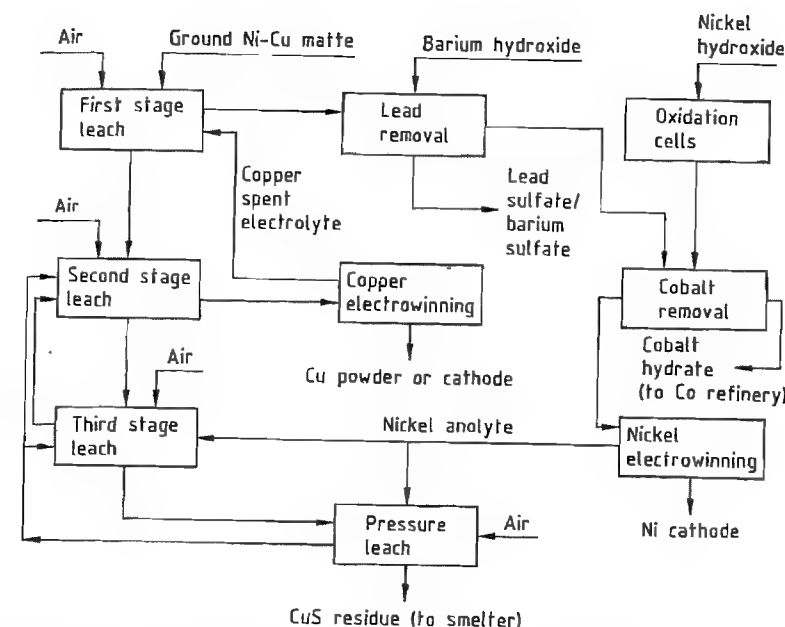 Air
Ground Ni-Cu matte
Barium hydroxide
Nickel
hydroxide
First stage
leach
Lead
removal
Oxidation
cells
Copper
spent
electrolyte
Lead
sulfate/
barium
sulfate
Air
Second stage
leach
Copper
electrowinning
Cobalt
removal
Cu powder or cathode
Cobalt
hydrate
(to Co refinery)
Air
Third stage
leach
Nickel anolyte
Nickel
electrowinning
Pressure
leach
Air
Ni cathode
CuS residue (to smelter)